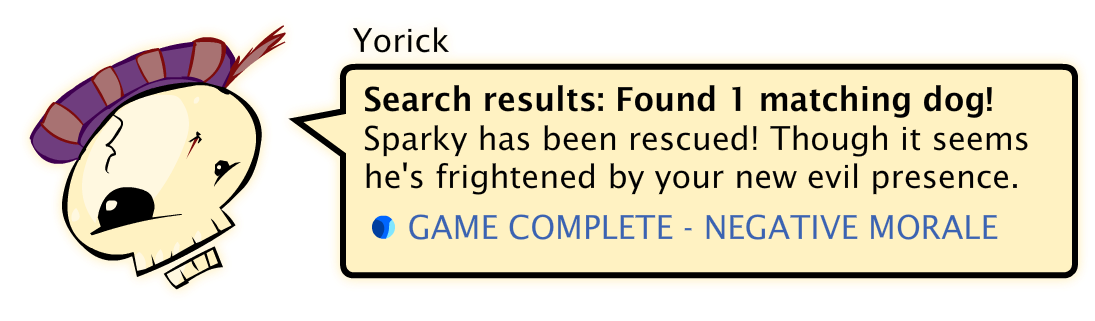 Yorick
Search results: Found 1 matching dog!
Sparky has been rescued! Though it seems
he's frightened by your new evil presence.
GAME COMPLETE - NEGATIVE MORALE